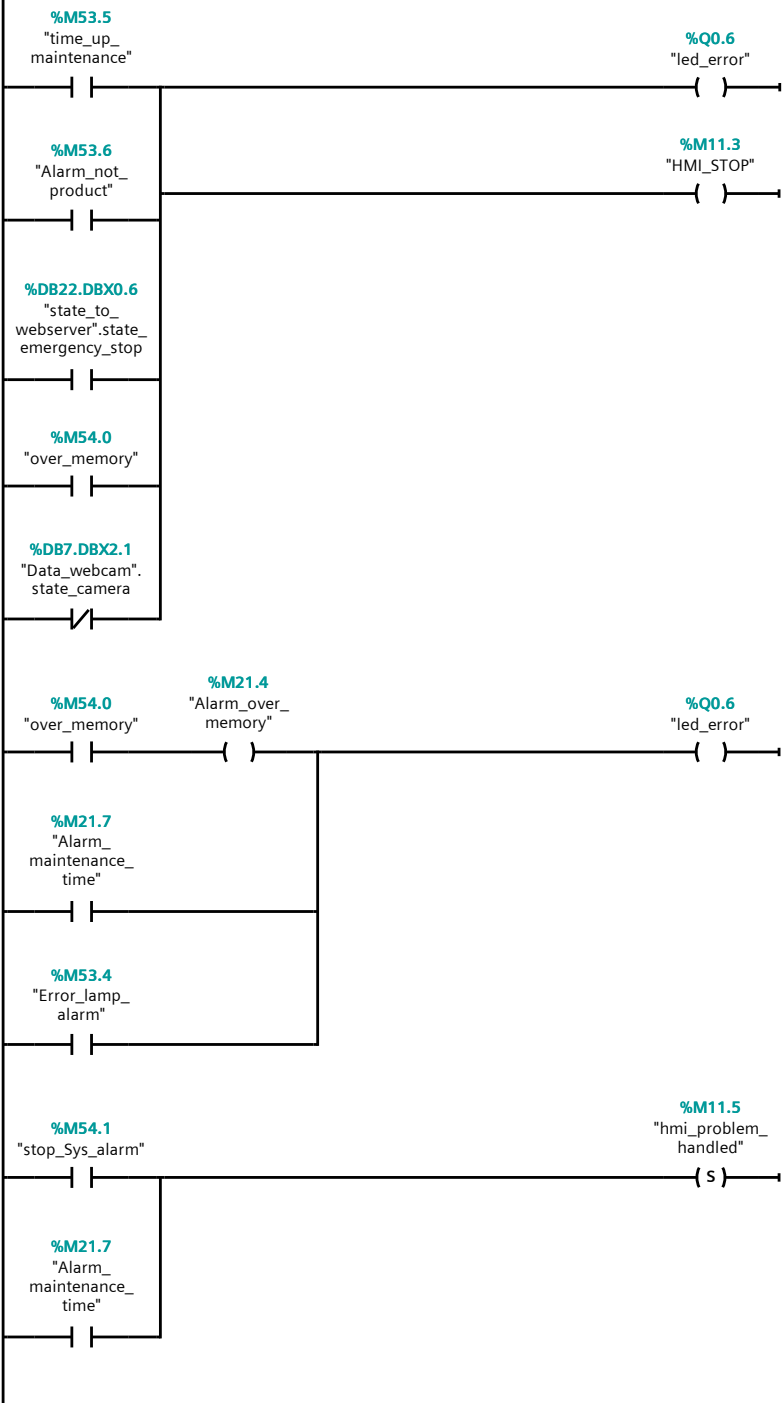 %M53.5
"time_up_
maintenance"
%Q0.6
"led_error"
%M53.6
"Alarm_not_
product"
%M11.3
"HMI_STOP"
%DB22.DBX0.6
"state_to_
webserver".state_
emergency_stop
%M54.0
"over_memory"
%DB7.DBX2.1
"Data_webcam".
state_camera
%M54.0
"over_memory"
%M21.4
"Alarm_over_
memory"
%Q0.6
"led_error"
%M21.7
"Alarm_
maintenance_
time"
%M53.4
"Error_lamp_
alarm"
%M54.1
"stop_Sys_alarm"
%M11.5
"hmi_problem_
handled"
S
%M21.7
"Alarm_
maintenance_
time"